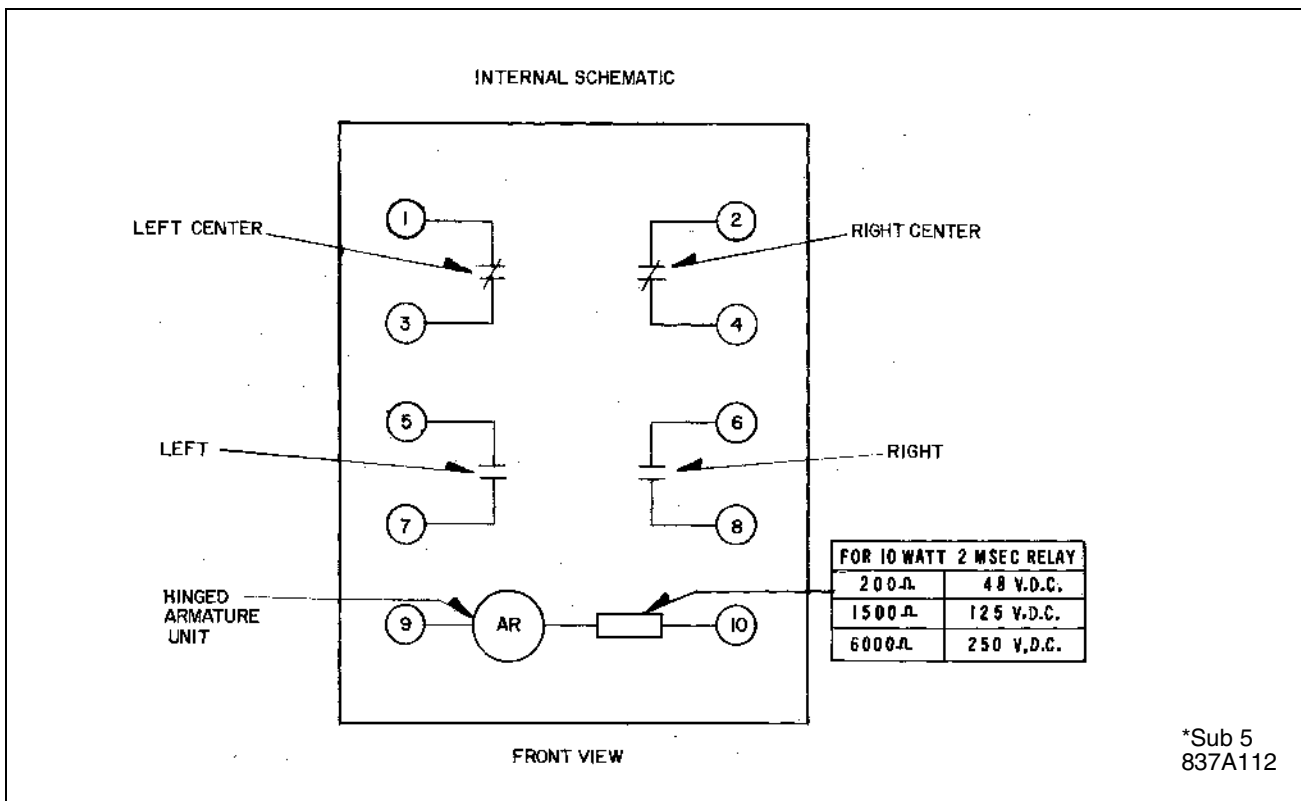 INTERNAL SCHEMATIC
1
2
LEFT CENTER
RIGHT CENTER
3
4
5
6
LEFT
RIGHT
7
8
FOR 10 WATT 2 MSEC RELAY
200Ω 48 V.D.C.
1500Ω 125 V.D.C.
6000Ω 250 V.D.C.
HINGED
ARMATURE
UNIT
9
AR
10
FRONT VIEW
*Sub 5
837A112